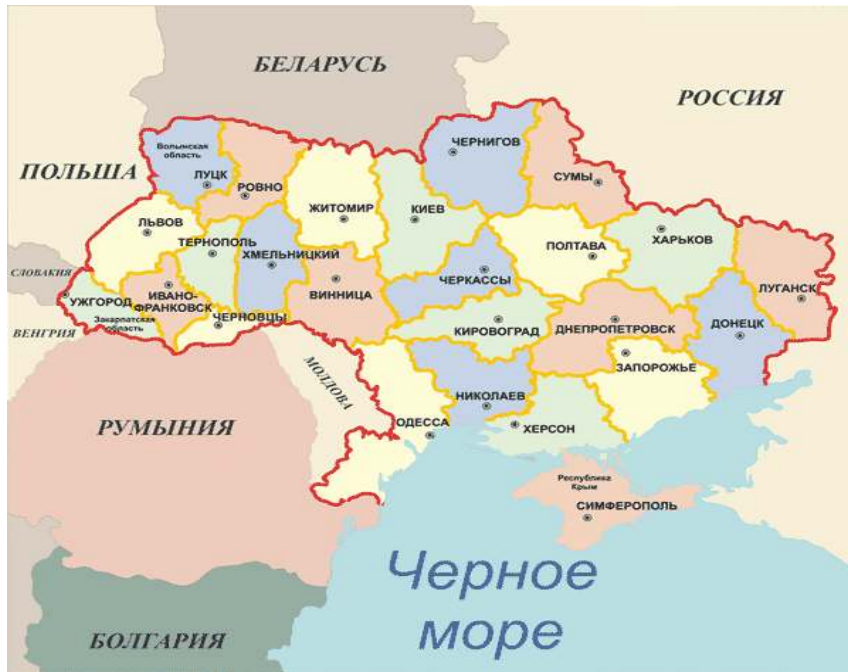 БЕЛАРУСЬ
РОССИЯ
ЧЕРНИГОВ
Волынская
область
ПОЛЬША
ЛУЦК
РОВНО
СУМЫ
ЖИТОМИР
КИЕВ
ЛЬВОВ
ТЕРНОПОЛЬ
ХМЕЛЬНИЦКИЙ
ПОЛТАВА
ХАРЬКОВ
СЛОВАКИЯ
ЧЕРКАССЫ
УЖГОРОД
ИВАНО-
ФРАНКОВСК
ВИННИЦА
ЛУГАНСК
Закарпатская
область
ЧЕРНОВЦЫ
ВЕНГРИЯ
КИРОВОГРАД
ДНЕПРОПЕТРОВСК
ДОНЕЦК
ЗАПОРОЖЬЕ
МОЛДОВА
НИКОЛАЕВ
РУМЫНИЯ
ОДЕССА
ХЕРСОН
Республика
Крым
СИМФЕРОПОЛЬ
Черное
море
БОЛГАРИЯ